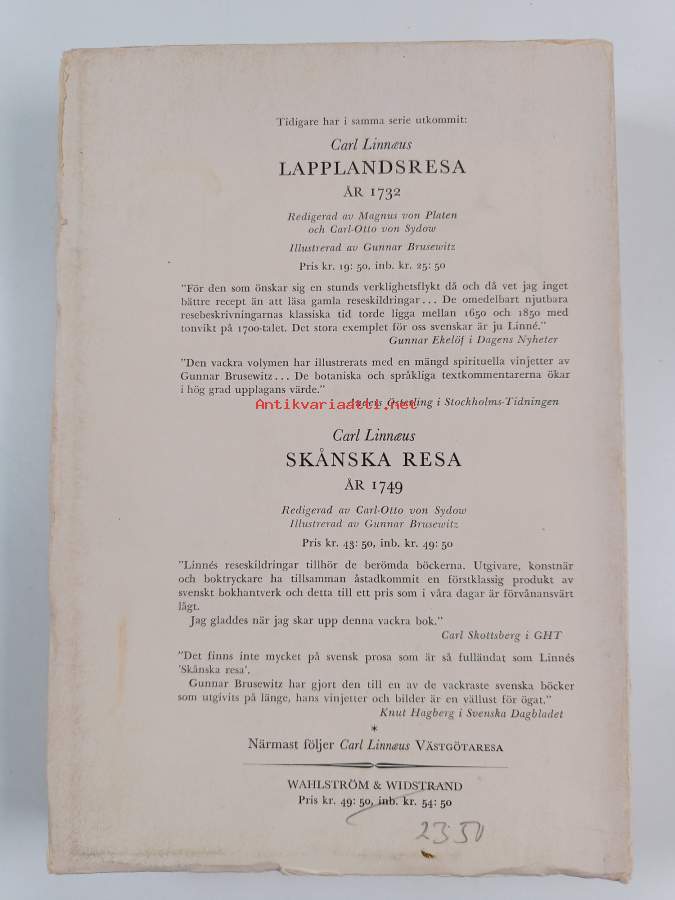 Tidigare har i samma serie utkommit:
Carl Linnæus
LAPPLANDSRESA
ÅR 1732
Redigerad av Magnus von Platen
och Carl-Otto von Sydow
Illustrerad av Gunnar Brusewitz
Pris kr. 19: 50, inb. kr. 25: 50
"För den som önskar sig en stunds verklighetsflykt då och då vet jag inget
bättre recept än att läsa gamla reseskildringar... De omedelbart njutbara
resebeskrivningarnas klassiska tid torde ligga mellan 1650 och 1850 med
tonvikt på 1700-talet. Det stora exemplet för oss svenskar är ju Linné."
Gunnar Ekelöf i Dagens Nyheter
"Den vackra volymen har illustrerats med en mängd spirituella vinjetter av
Gunnar Brusewitz... De botaniska och språkliga textkommentarerna ökar
i hög grad upplagans värde."
Anders Österling i Stockholms-Tidningen
Antikvariaatti.net
Carl Linnæus
SKÅNSKA RESA
ÅR 1749
Redigerad av Carl-Otto von Sydow
Illustrerad av Gunnar Brusewitz
Pris kr. 43: 50, inb. kr. 49: 50
"Linnés reseskildringar tillhör de berömda böckerna. Utgivare, konstnär
och boktryckare ha tillsamman åstadkommit en förstklassig produkt av
svenskt bokhantverk och detta till ett pris som i våra dagar är förvånansvärt
lågt.
Jag gladdes när jag skar upp denna vackra bok."
Carl Skottsberg i GHT
"Det finns inte mycket på svensk prosa som är så fulländat som Linnés
'Skånska resa'.
Gunnar Brusewitz har gjort den till en av de vackraste svenska böcker
som utgivits på länge, hans vinjetter och bilder är en vällust för ögat."
Knut Hagberg i Svenska Dagbladet
*
Närmast följer Carl Linnæus VÄSTGÖTARESA
WAHLSTRÖM & WIDSTRAND
Pris kr. 49: 50, inb. kr. 54: 50
23.50